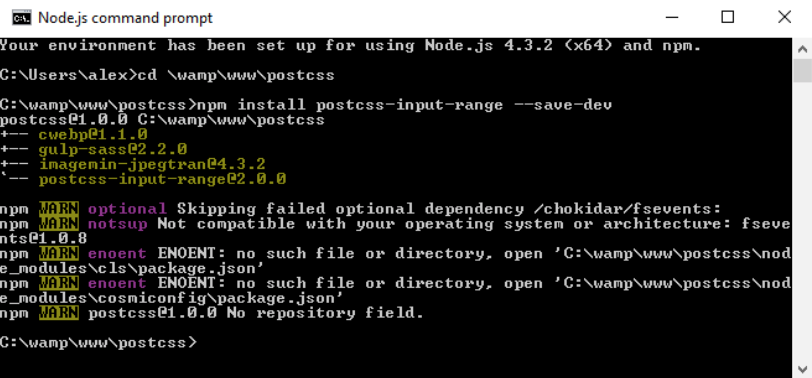 Node.js command prompt
Your environment has been set up for using Node.js 4.3.2 (x64) and npm.
C:\Users\alex>cd \wamp\www\postcss
C:\wamp\www\postcss>npm install postcss-input-range --save-dev
postcss@1.0.0 C:\wamp\www\postcss
+-- cwebp@1.1.0
+-- gulp-sass@2.2.0
+-- imagemin-jpegtran@4.3.2
`-- postcss-input-range@2.0.0
npm WARN optional Skipping failed optional dependency /chokidar/fsevents:
npm WARN notsup Not compatible with your operating system or architecture: fseve
nts@1.0.8
npm WARN enoent ENOENT: no such file or directory, open 'C:\wamp\www\postcss\nod
e_modules\cls\package.json'
npm WARN enoent ENOENT: no such file or directory, open 'C:\wamp\www\postcss\nod
e_modules\cosmiconfig\package.json'
npm WARN postcss@1.0.0 No repository field.
C:\wamp\www\postcss>